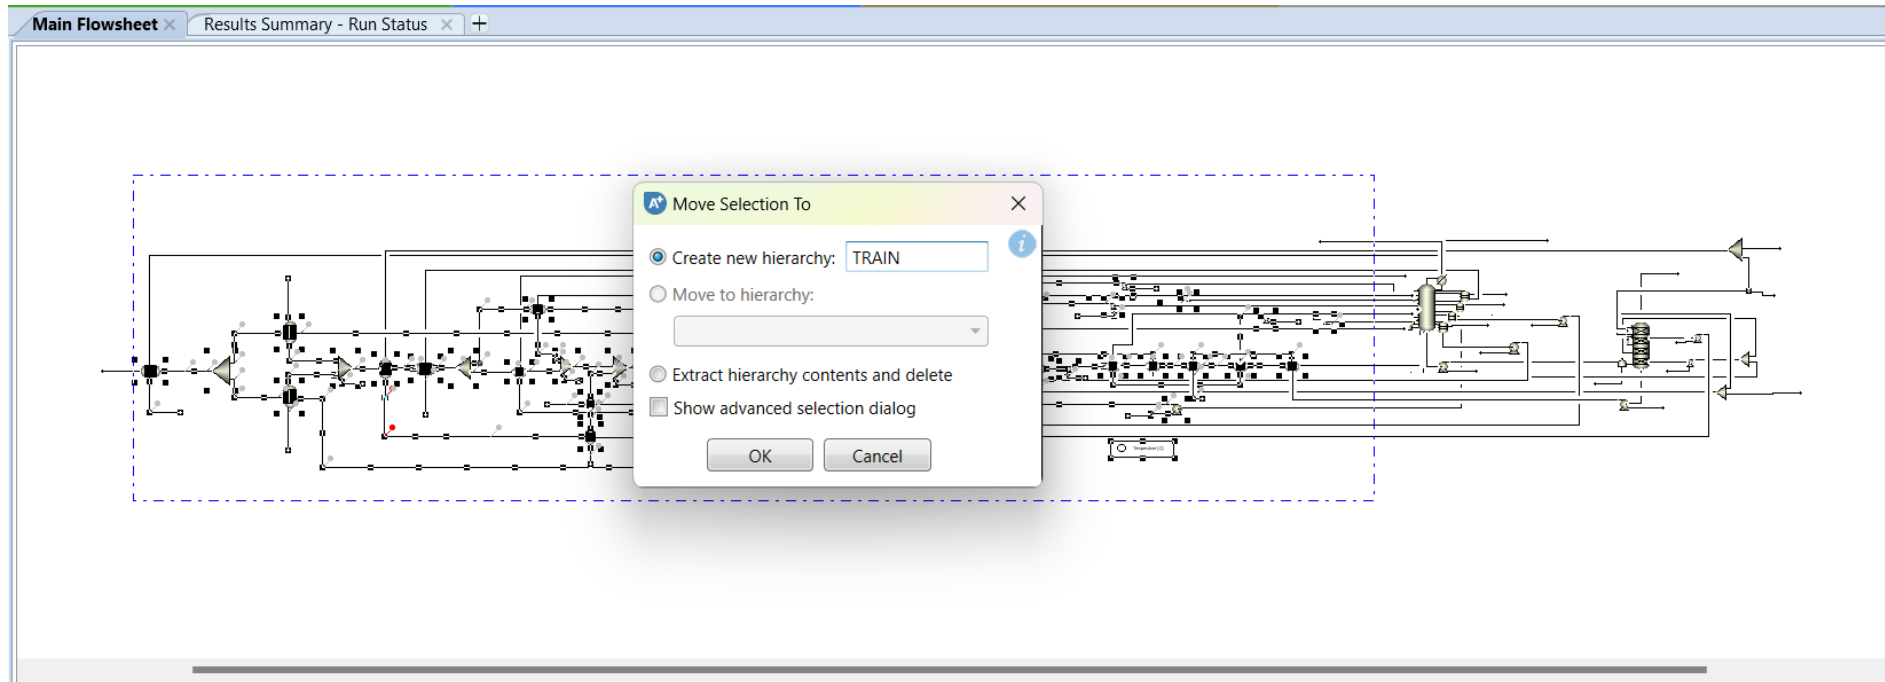 Main Flowsheet
Results Summary - Run Status
Move Selection To
Create new hierarchy: TRAIN
Move to hierarchy:
Extract hierarchy contents and delete
Show advanced selection dialog
OK
Cancel